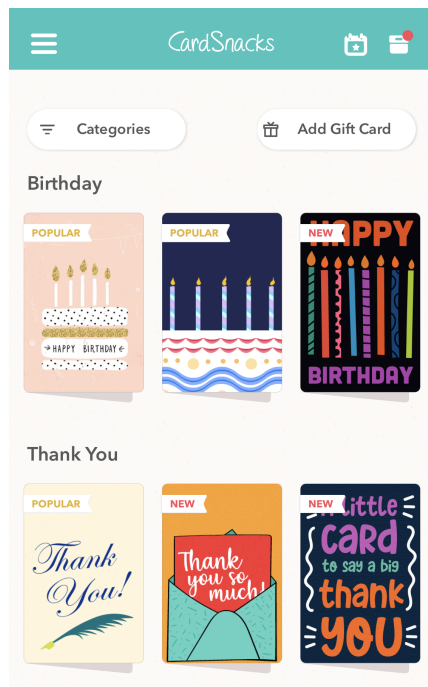 CardSnacks
Categories
Add Gift Card
Birthday
POPULAR
HAPPY BIRTHDAY
POPULAR
NEW
HAPPY
BIRTHDAY
Thank You
POPULAR
Thank
You!
NEW
Thank
you so
much!
NEW
little
CARD
to say a big
thank
YOU